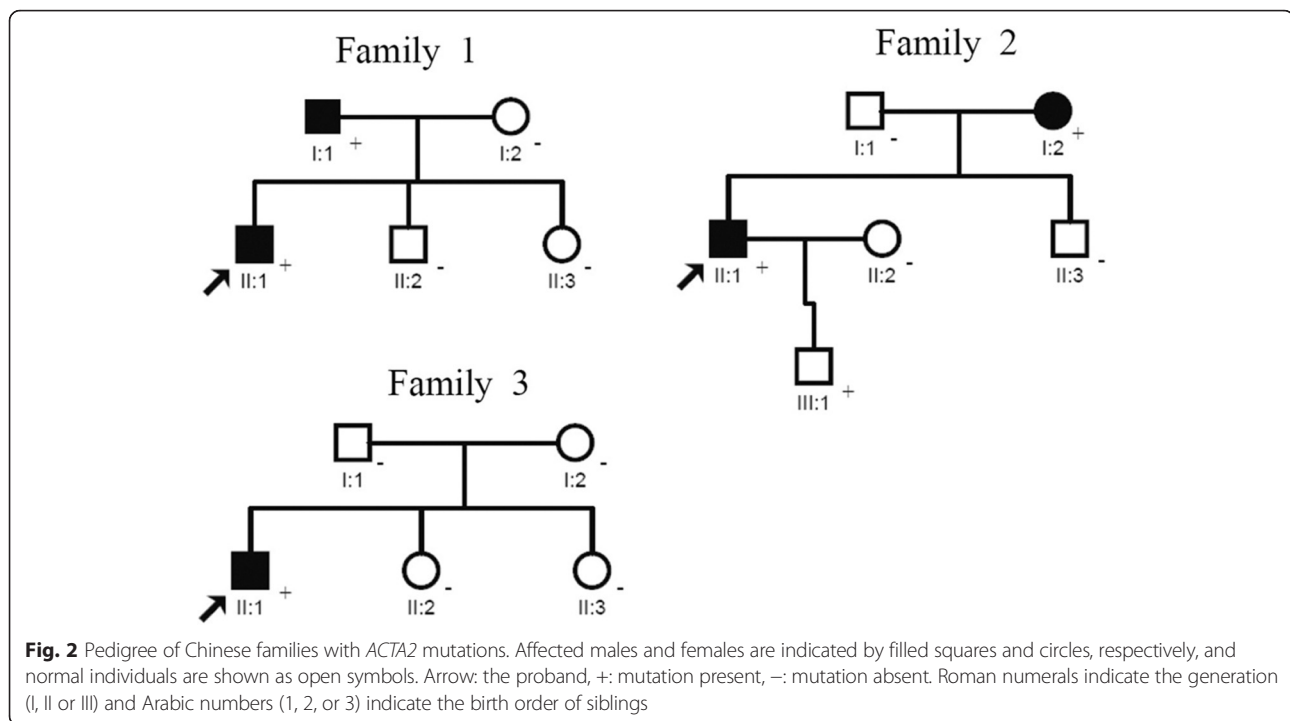 Family 1
I:1 + I:2 -
II:1 + II:2 - II:3 -
Family 2
I:1 - I:2 +
II:1 + II:2 - II:3 -
III:1 +
Family 3
I:1 - I:2 -
II:1 + II:2 - II:3 -
Fig. 2 Pedigree of Chinese families with ACTA2 mutations. Affected males and females are indicated by filled squares and circles, respectively, and
normal individuals are shown as open symbols. Arrow: the proband, +: mutation present, −: mutation absent. Roman numerals indicate the generation
(I, II or III) and Arabic numbers (1, 2, or 3) indicate the birth order of siblings